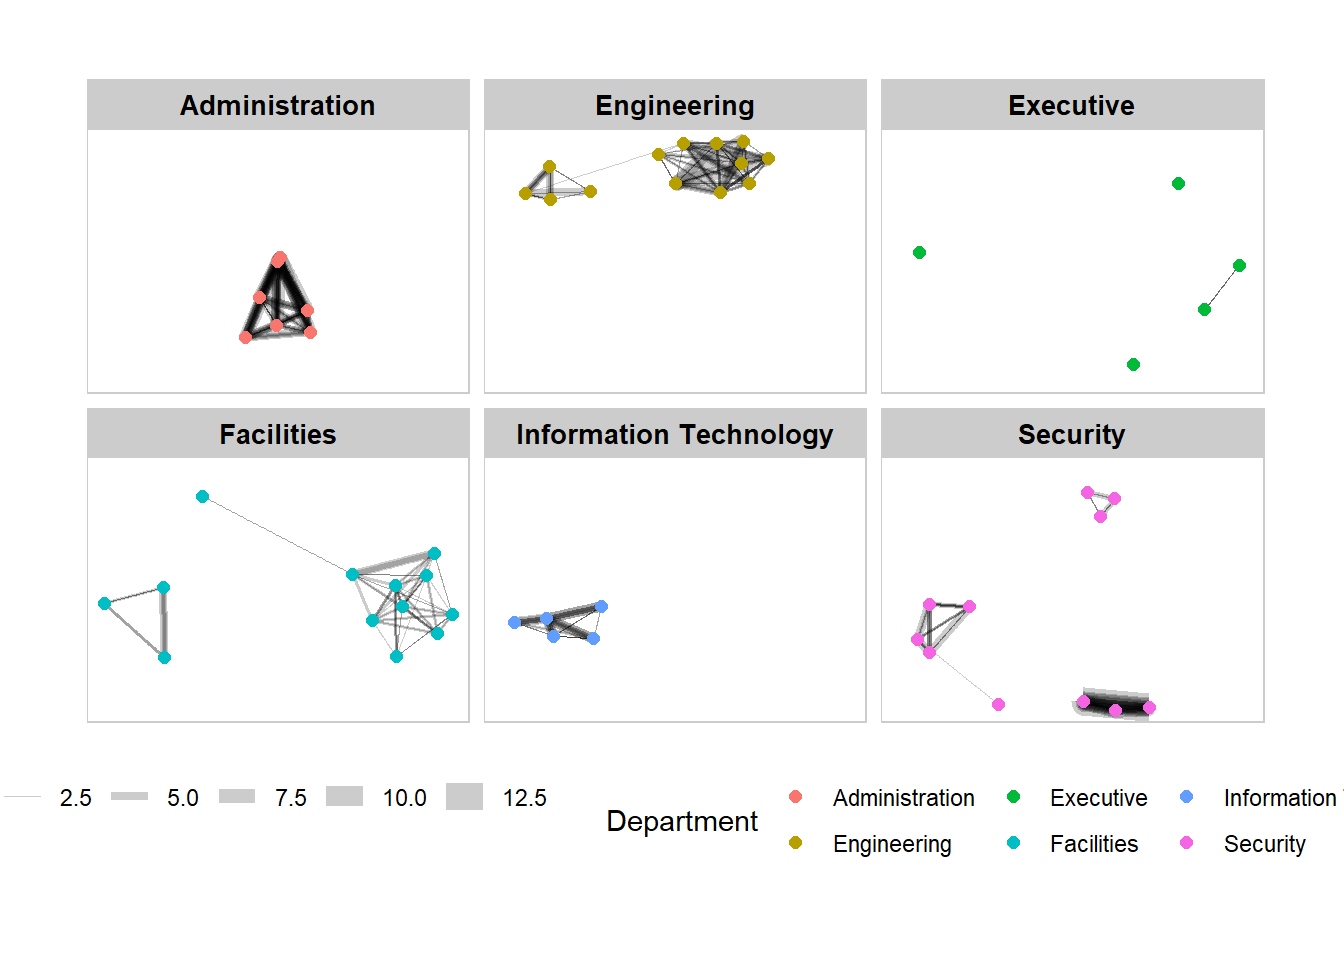 Administration
Engineering
Executive
Facilities
Information Technology
Security
2.5 5.0 7.5 10.0 12.5
Department
Administration Executive Information
Engineering Facilities Security